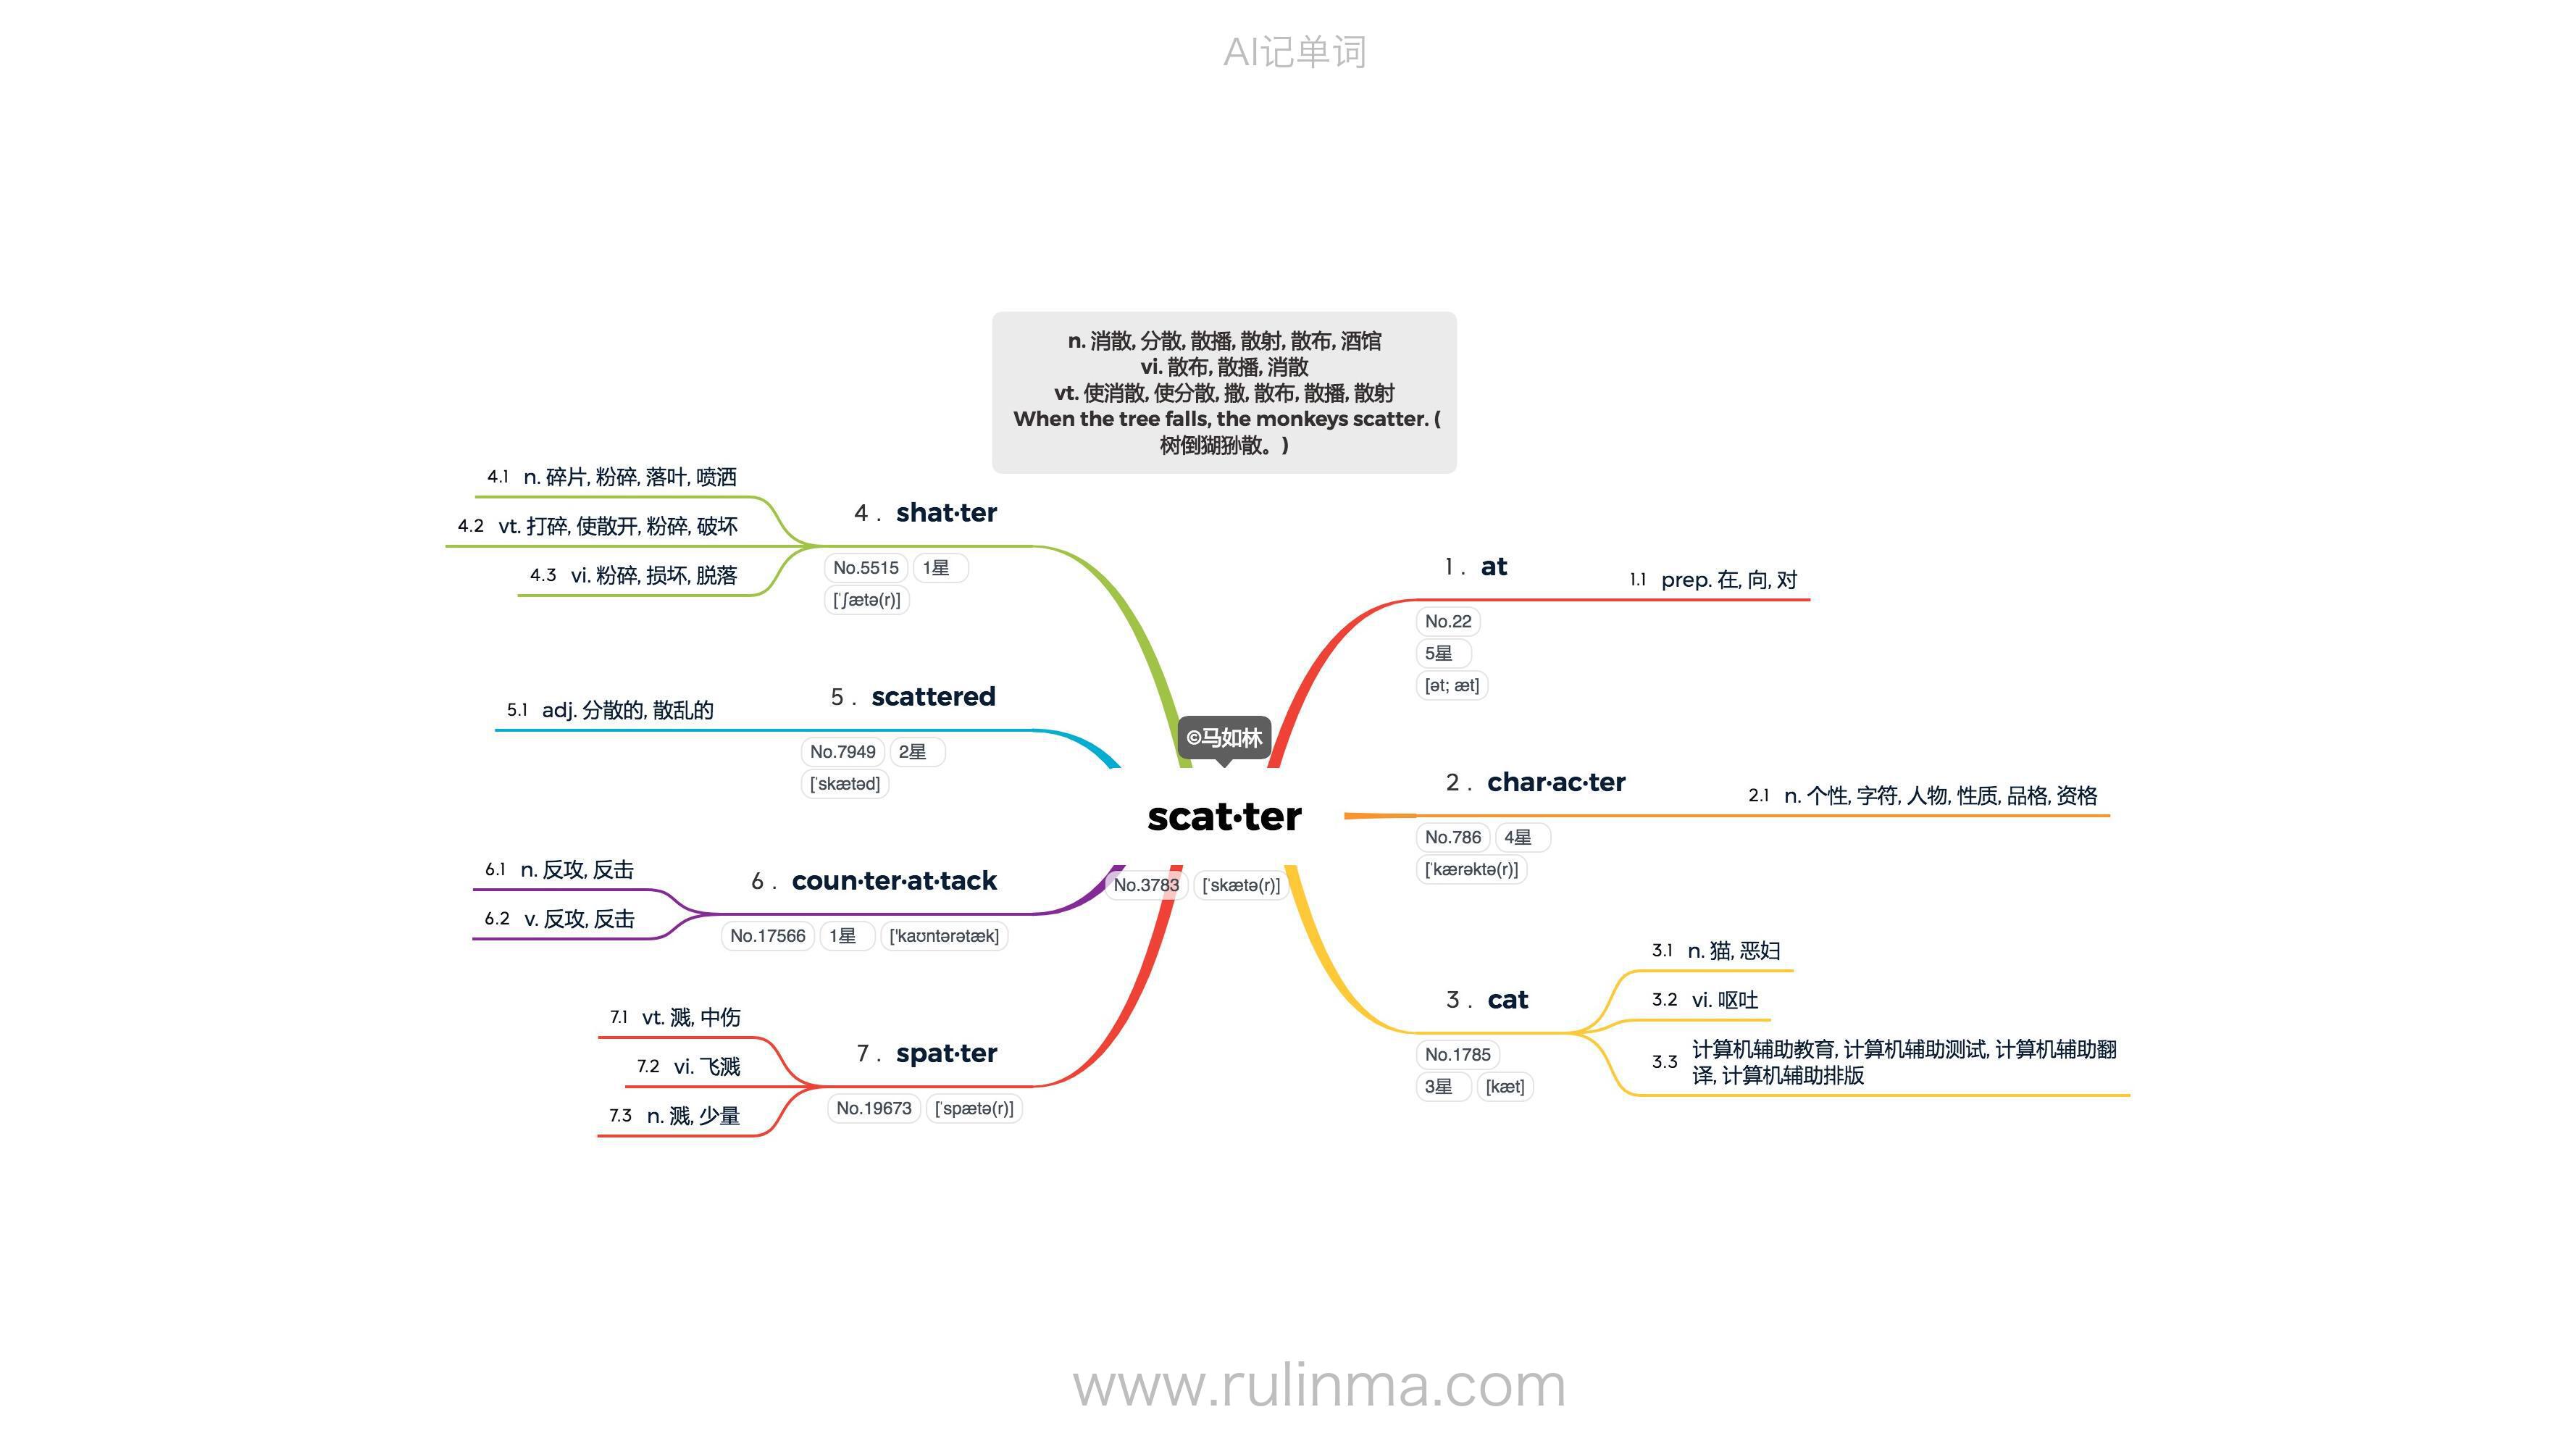 AI记单词
n. 消散, 分散, 散播, 散射, 散布, 酒馆
vi. 散布, 散播, 消散
vt. 使消散, 使分散, 撒, 散布, 散播, 散射
When the tree falls, the monkeys scatter. (
树倒猢狲散。)
©马如林
scat·ter
No.3783 [ˈskætə(r)]
1 . at
No.22
5星
[ət; æt]
1.1 prep. 在, 向, 对
2 . char·ac·ter
No.786 4星
[ˈkærəktə(r)]
2.1 n. 个性, 字符, 人物, 性质, 品格, 资格
3 . cat
No.1785
3星 [kæt]
3.1 n. 猫, 恶妇
3.2 vi. 呕吐
3.3 计算机辅助教育, 计算机辅助测试, 计算机辅助翻
译, 计算机辅助排版
4 . shat·ter
No.5515 1星
[ˈʃætə(r)]
4.1 n. 碎片, 粉碎, 落叶, 喷洒
4.2 vt. 打碎, 使散开, 粉碎, 破坏
4.3 vi. 粉碎, 损坏, 脱落
5 . scattered
No.7949 2星
[ˈskætəd]
5.1 adj. 分散的, 散乱的
6 . coun·ter·at·tack
No.17566 1星 ['kaʊntərətæk]
6.1 n. 反攻, 反击
6.2 v. 反攻, 反击
7 . spat·ter
No.19673 [ˈspætə(r)]
7.1 vt. 溅, 中伤
7.2 vi. 飞溅
7.3 n. 溅, 少量
www.rulinma.com